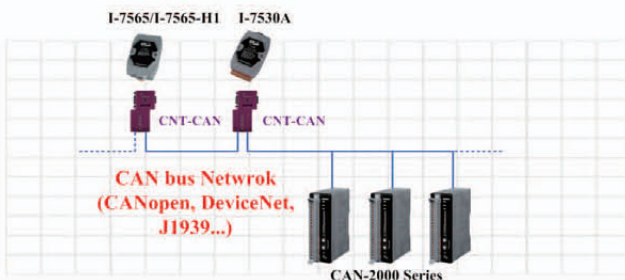 I-7565/I-7565-H1 I-7530A
CNT-CAN CNT-CAN
CAN bus Netwrok
(CANopen, DeviceNet,
J1939...)
CAN-2000 Series